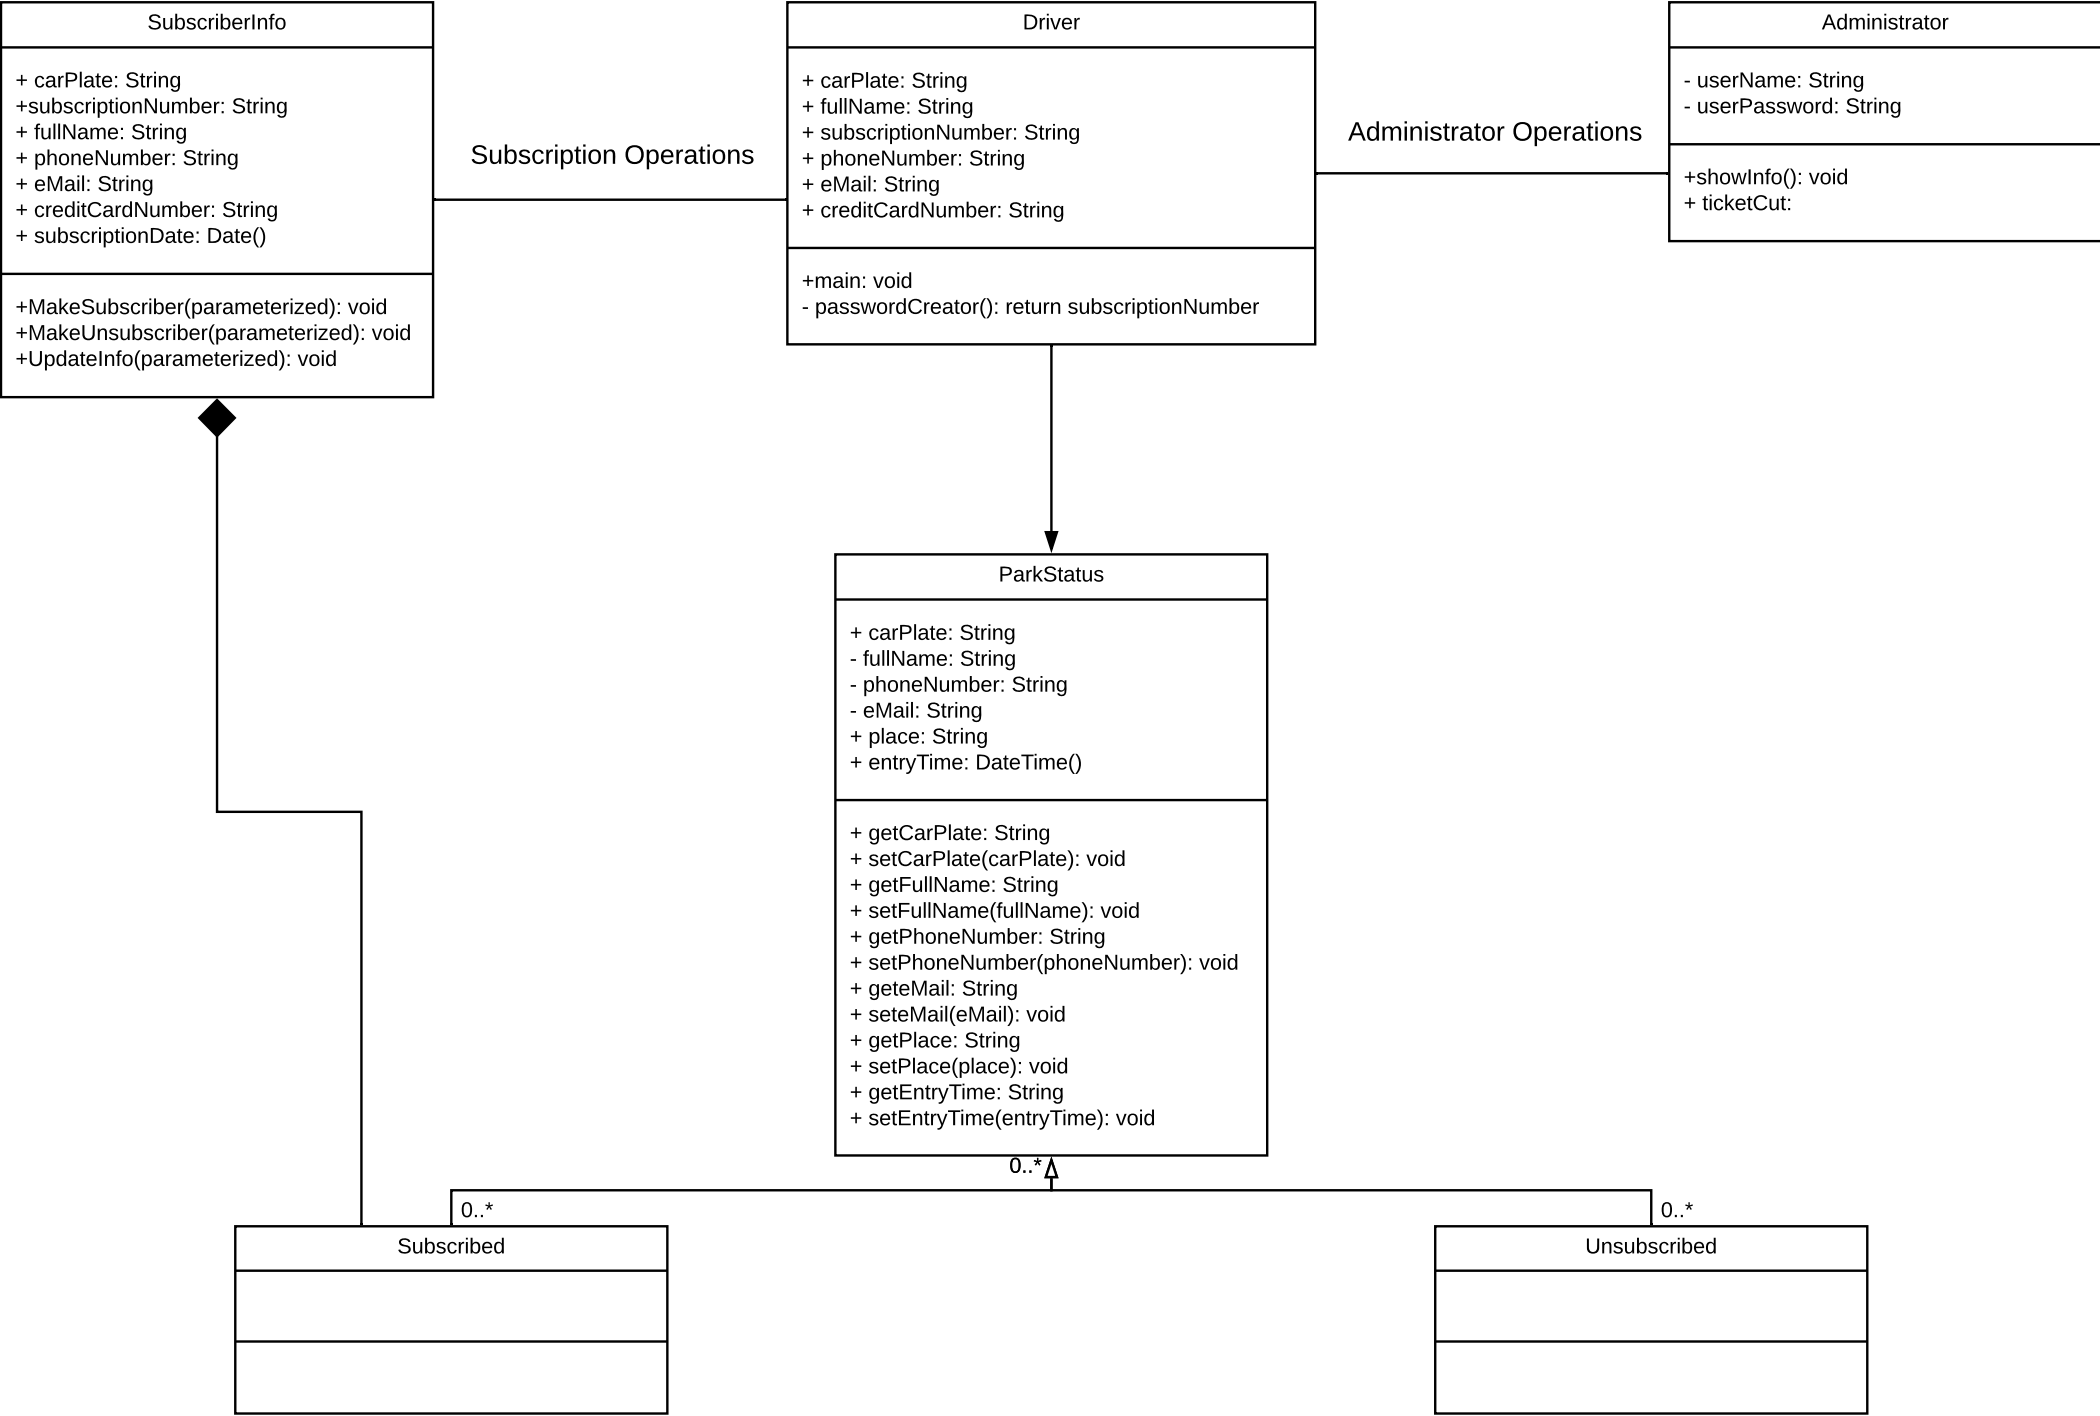 SubscriberInfo
+ carPlate: String
+subscriptionNumber: String
+ fullName: String
+ phoneNumber: String
+ eMail: String
+ creditCardNumber: String
+ subscriptionDate: Date()
+MakeSubscriber(parameterized): void
+MakeUnsubscriber(parameterized): void
+UpdateInfo(parameterized): void
Subscription Operations
Driver
+ carPlate: String
+ fullName: String
+ subscriptionNumber: String
+ phoneNumber: String
+ eMail: String
+ creditCardNumber: String
+main: void
- passwordCreator(): return subscriptionNumber
Administrator Operations
Administrator
- userName: String
- userPassword: String
+showInfo(): void
+ ticketCut:
ParkStatus
+ carPlate: String
- fullName: String
- phoneNumber: String
- eMail: String
+ place: String
+ entryTime: DateTime()
+ getCarPlate: String
+ setCarPlate(carPlate): void
+ getFullName: String
+ setFullName(fullName): void
+ getPhoneNumber: String
+ setPhoneNumber(phoneNumber): void
+ geteMail: String
+ seteMail(eMail): void
+ getPlace: String
+ setPlace(place): void
+ getEntryTime: String
+ setEntryTime(entryTime): void
0..*
0..*
0..*
Subscribed
Unsubscribed